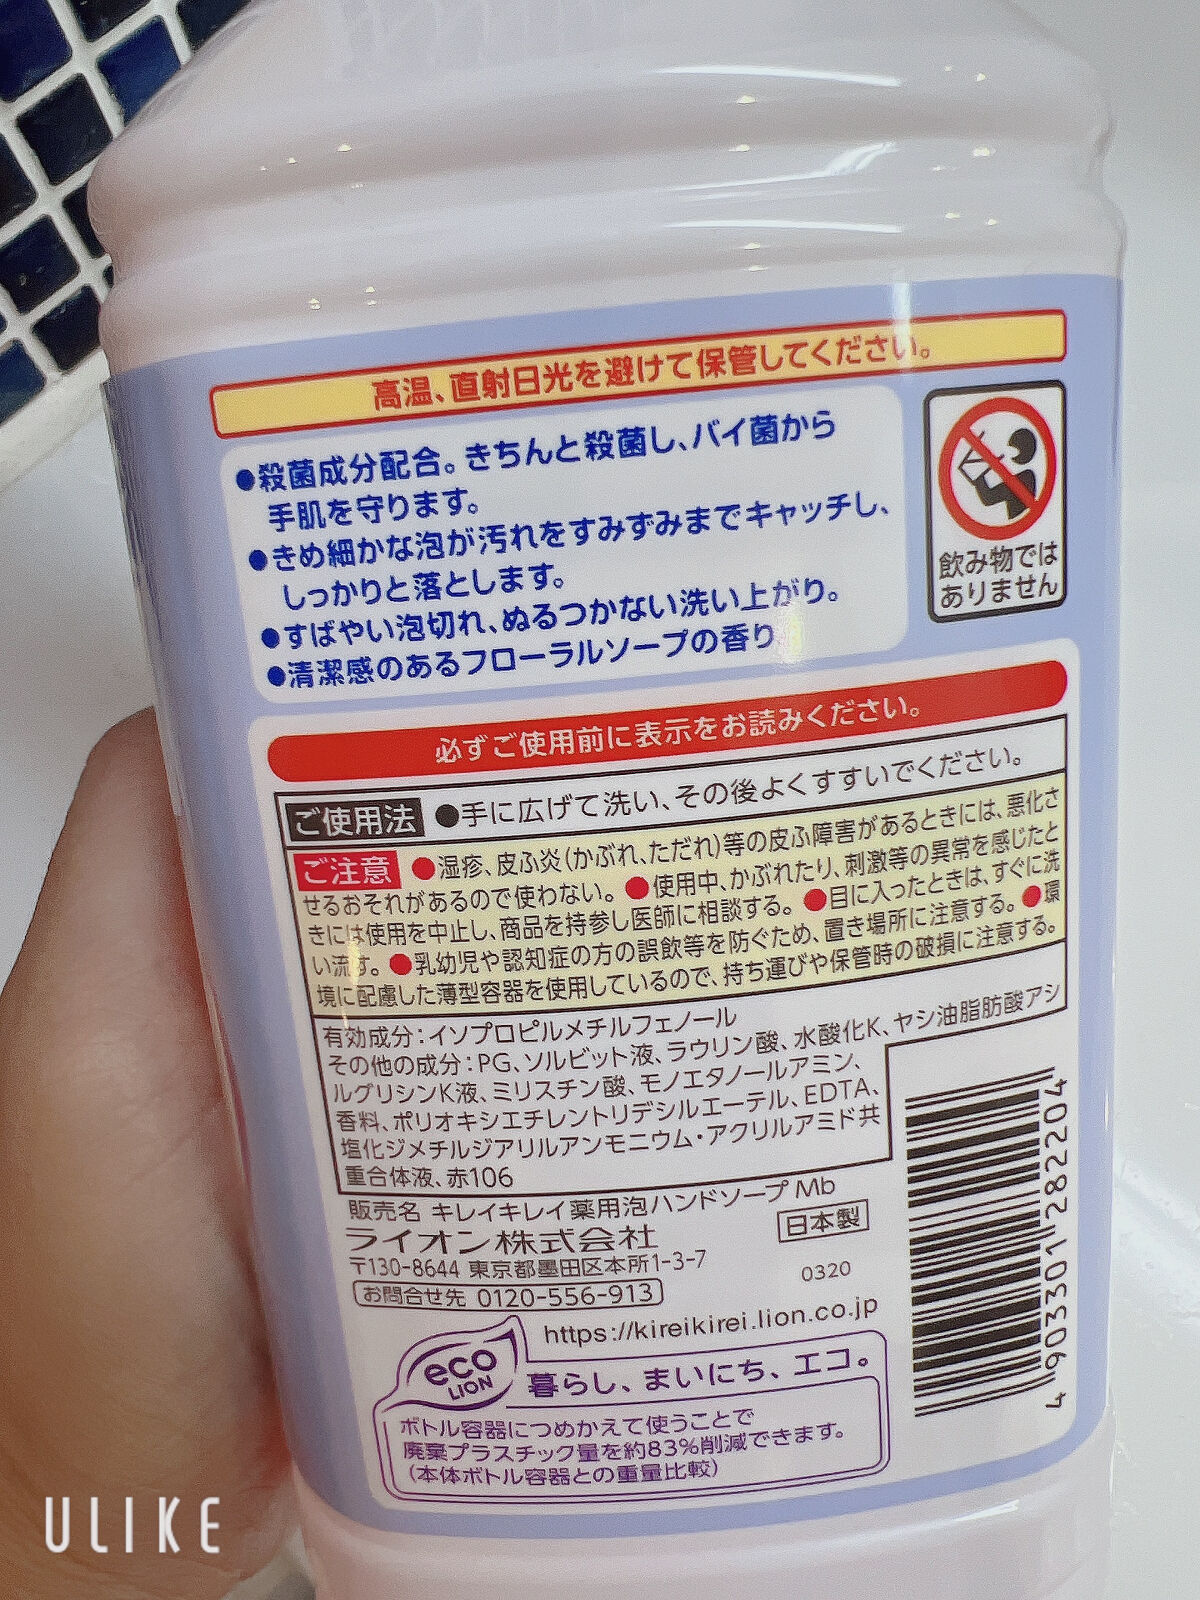 高温、直射日光を避けて保管してください。
●殺菌成分配合。きちんと殺菌し、バイ菌から
手肌を守ります。
●きめ細かな泡が汚れをすみずみまでキャッチし、
しっかりと落とします。
●すばやい泡切れ、ぬるつかない洗い上がり。
●清潔感のあるフローラルソープの香り
飲み物では
ありません
必ずご使用前に表示をお読みください。
ご使用法 ●手に広げて洗い、その後よくすすいでください。
ご注意 ●湿疹、皮ふ炎(かぶれ、ただれ)等の皮ふ障害があるときには、悪化さ
せるおそれがあるので使わない。●使用中、かぶれたり、刺激等の異常を感じたと
きには使用を中止し、商品を持参し医師に相談する。●目に入ったときは、すぐに洗
い流す。●乳幼児や認知症の方の誤飲等を防ぐため、置き場所に注意する。●環
境に配慮した薄型容器を使用しているので、持ち運びや保管時の破損に注意する。
有効成分:イソプロピルメチルフェノール
その他の成分:PG、ソルビット液、ラウリン酸、水酸化K、ヤシ油脂肪酸アシ
ルグリシンK液、ミリスチン酸、モノエタノールアミン、
香料、ポリオキシエチレントリデシルエーテル、EDTA、
塩化ジメチルジアリルアンモニウム・アクリルアミド共
重合体液、赤106
販売名 キレイキレイ薬用泡ハンドソープMb
ライオン株式会社
日本製
〒130-8644 東京都墨田区本所1-3-7
0320
お問合せ先 0120-556-913
https://kireikirei.lion.co.jp
4 903301 282204
eco
LION
暮らし、まいにち、エコ。
ボトル容器につめかえて使うことで
廃棄プラスチック量を約83%削減できます。
(本体ボトル容器との重量比較)
ULIKE